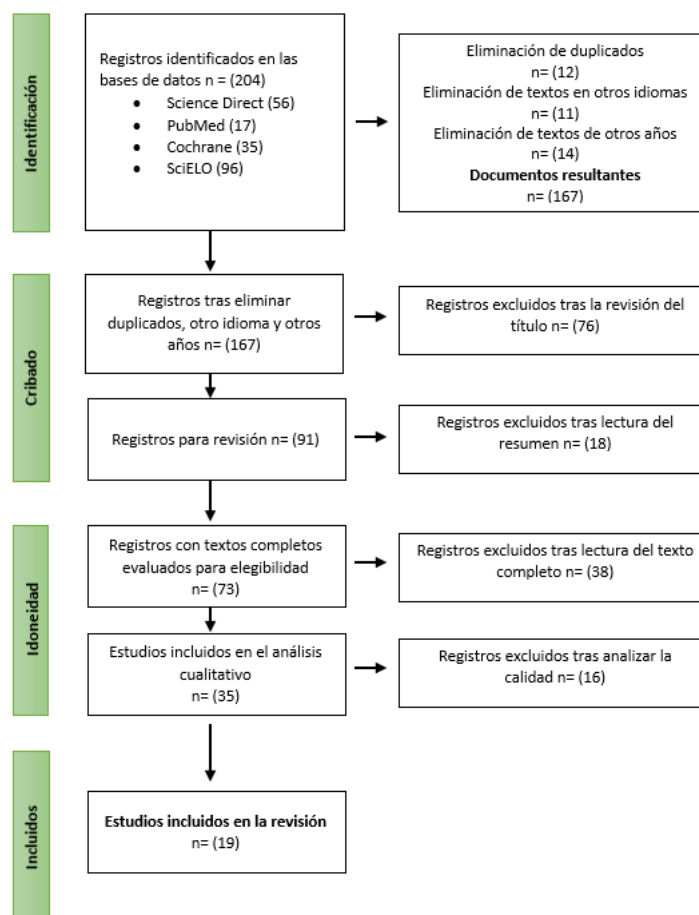 Identificación
Registros identificados en las
bases de datos n = (204)
• Science Direct (56)
• PubMed (17)
• Cochrane (35)
• SciELO (96)
Eliminación de duplicados
n= (12)
Eliminación de textos en otros idiomas
n= (11)
Eliminación de textos de otros años
n= (14)
Documentos resultantes
n= (167)
Cribado
Registros tras eliminar
duplicados, otro idioma y otros
años n= (167)
Registros excluidos tras la revisión del
título n= (76)
Registros para revisión n= (91)
Registros excluidos tras lectura del
resumen n= (18)
Idoneidad
Registros con textos completos
evaluados para elegibilidad
n= (73)
Registros excluidos tras lectura del texto
completo n= (38)
Estudios incluidos en el análisis
cualitativo
n= (35)
Registros excluidos tras analizar la
calidad n= (16)
Incluidos
Estudios incluidos en la revisión
n= (19)